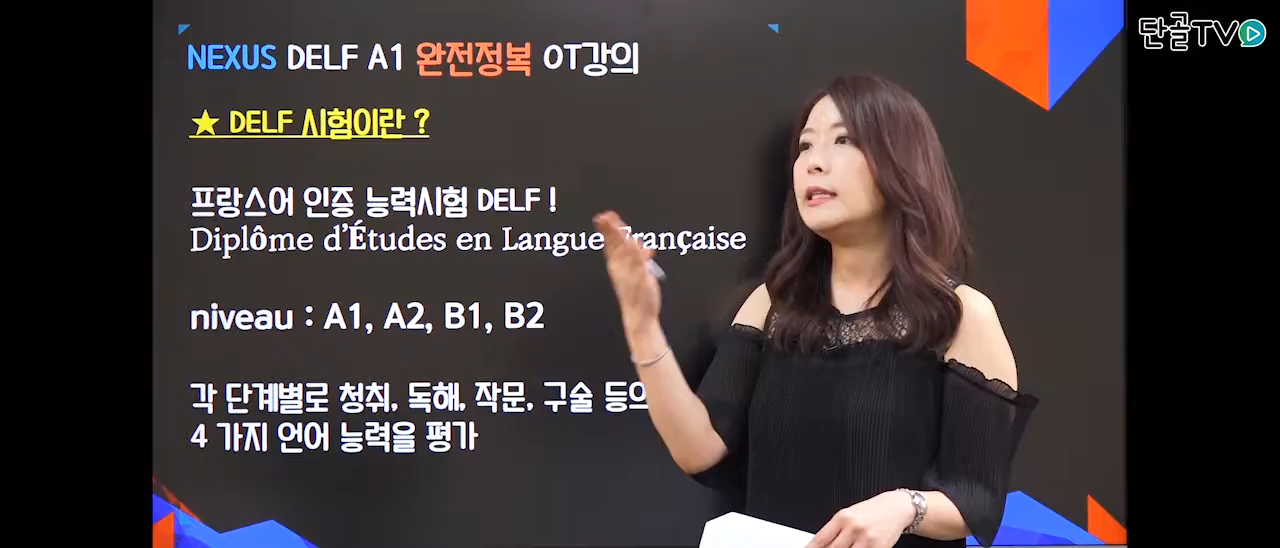 단골TV
NEXUS DELF A1 완전정복 OT강의
★ DELF 시험이란 ?
프랑스어 인증 능력시험 DELF !
Diplôme d'Études en Langue Française
niveau : A1, A2, B1, B2
각 단계별로 청취, 독해, 작문, 구술 등의
4 가지 언어 능력을 평가